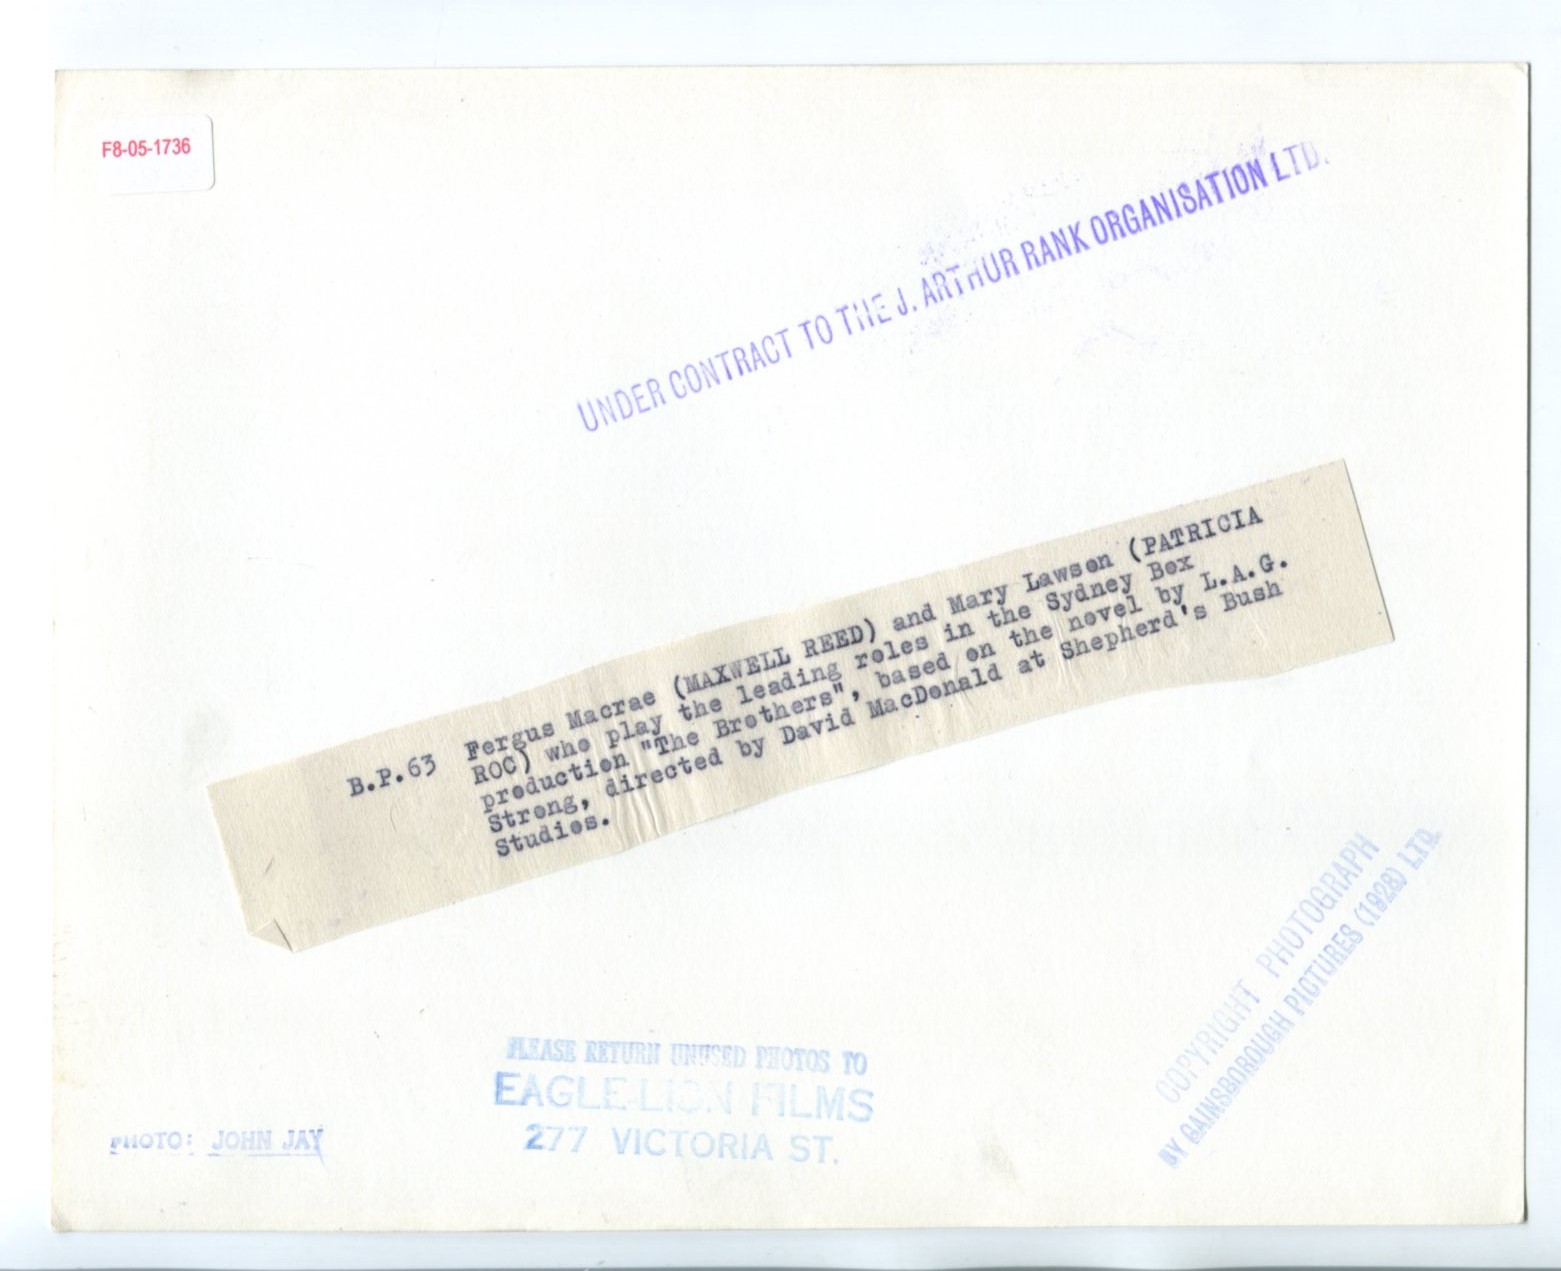 F8-05-1736
UNDER CONTRACT TO THE J. ARTHUR RANK ORGANISATION LTD.
B.P.63 Fergus Macrae (MAXWELL REED) and Mary Lawson (PATRICIA
ROC) who play the leading roles in the Sydney Box
production "The Brothers", based on the novel by L.A.G.
Strong, directed by David MacDonald at Shepherd's Bush
Studios.
COPYRIGHT PHOTOGRAPH
BY GAINSBOROUGH PICTURES (1928) LTD.
PLEASE RETURN UNUSED PHOTOS TO
EAGLE-LION FILMS
277 VICTORIA ST.
PHOTO: JOHN JAY